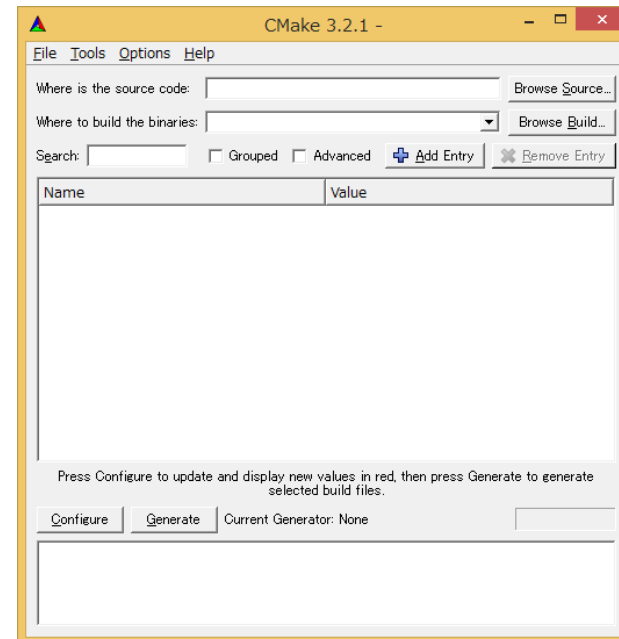 CMake 3.2.1 -
File Tools Options Help
Where is the source code: Browse Source...
Where to build the binaries: Browse Build...
Search: Grouped Advanced Add Entry Remove Entry
Name Value
Press Configure to update and display new values in red, then press Generate to generate
selected build files.
Configure Generate Current Generator: None